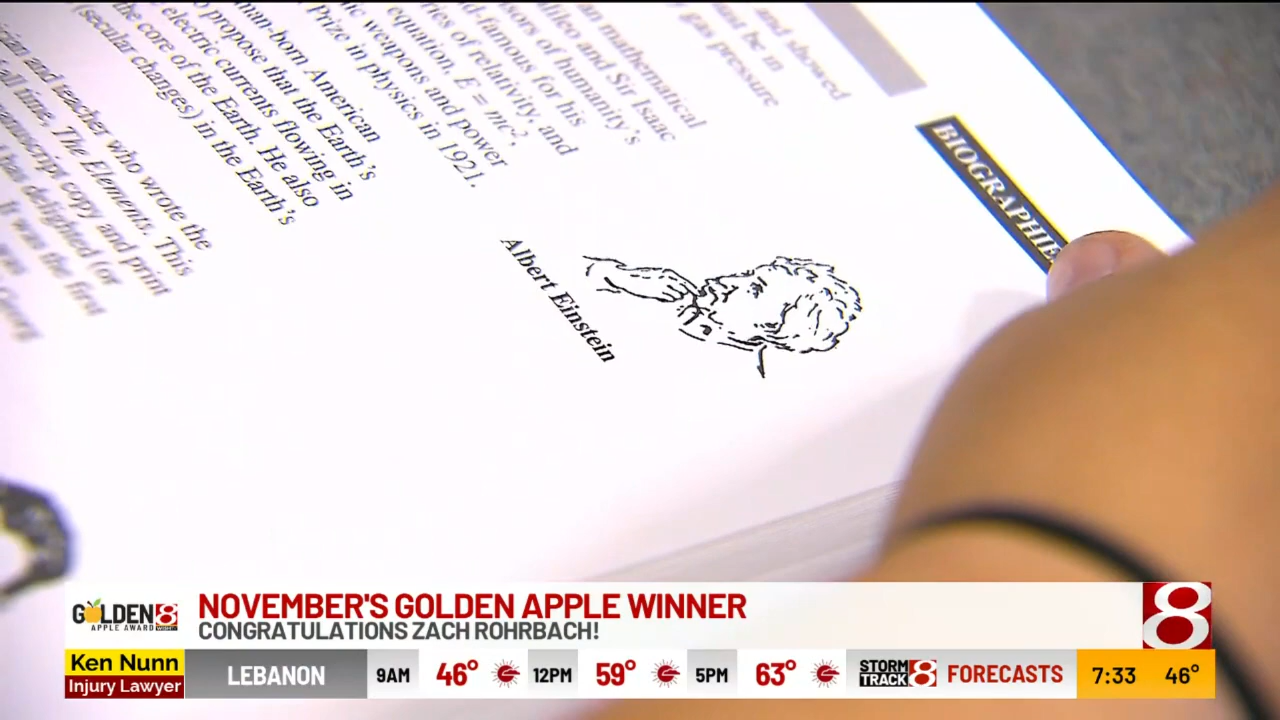 and showed
and be in
gas pressure
BIOGRAPHIE
an mathematical
lileo and Sir Isaac
sons of humanity's
d-famous for his
ries of relativity, and
equation, E = mc²,
ic weapons and power
Prize in physics in 1921.
Albert Einstein
man-born American
propose that the Earth's
electric currents flowing in
the core of the Earth. He also
(secular changes) in the Earth's
and teacher who wrote the
all time, The Elements. This
manuscript copy and print
has delighted (or
It was the first
GOLDEN 8
APPLE AWARD
NOVEMBER'S GOLDEN APPLE WINNER
CONGRATULATIONS ZACH ROHRBACH!
8
Ken Nunn
Injury Lawyer
LEBANON
9AM 46° 12PM 59° 5PM 63°
STORM
TRACK 8
FORECASTS
7:33 46°